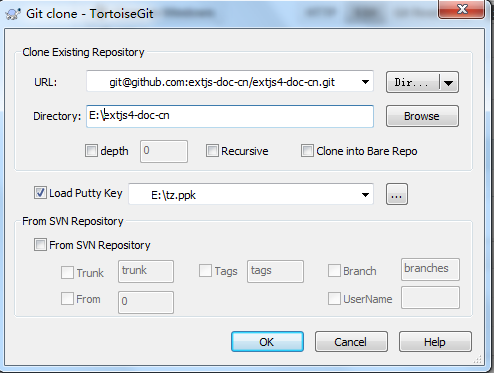 Git clone - TortoiseGit
Clone Existing Repository
URL: git@github.com:extjs-doc-cn/extjs4-doc-cn.git Dir...
Directory: E:\extjs4-doc-cn Browse
depth 0 Recursive Clone into Bare Repo
Load Putty Key E:\tz.ppk ...
From SVN Repository
From SVN Repository
Trunk trunk Tags tags Branch branches
From 0 UserName
OK Cancel Help